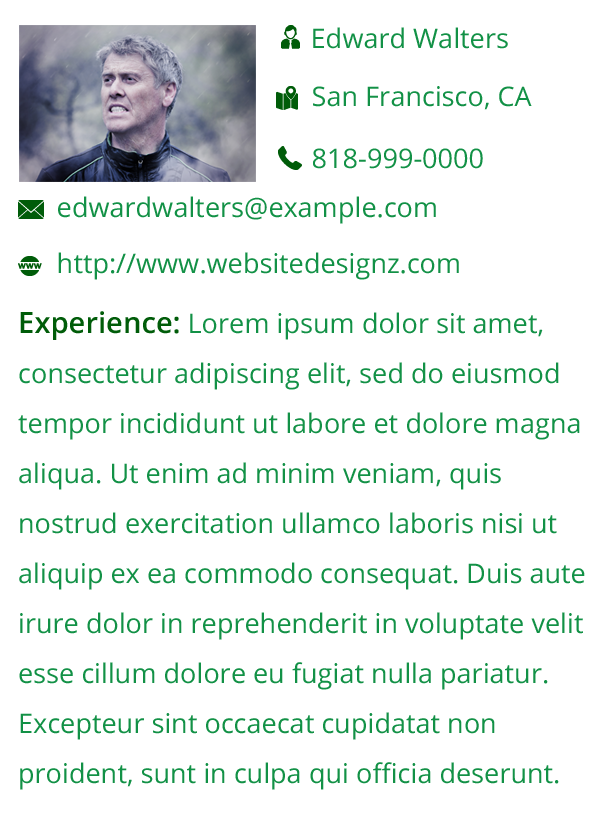 Edward Walters
San Francisco, CA
818-999-0000
edwardwalters@example.com
www
http://www.websitedesignz.com
Experience: Lorem ipsum dolor sit amet,
consectetur adipiscing elit, sed do eiusmod
tempor incididunt ut labore et dolore magna
aliqua. Ut enim ad minim veniam, quis
nostrud exercitation ullamco laboris nisi ut
aliquip ex ea commodo consequat. Duis aute
irure dolor in reprehenderit in voluptate velit
esse cillum dolore eu fugiat nulla pariatur.
Excepteur sint occaecat cupidatat non
proident, sunt in culpa qui officia deserunt.